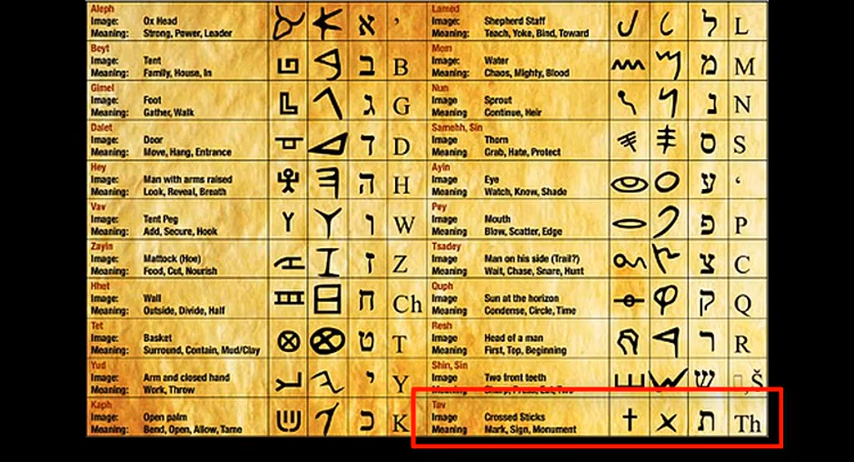 Aleph
Image: Ox Head
Meaning: Strong, Power, Leader
א ’
Beyt
Image: Tent
Meaning: Family, House, In
ב B
Gimel
Image: Foot
Meaning: Gather, Walk
ג G
Dalet
Image: Door
Meaning: Move, Hang, Entrance
ד D
Hey
Image: Man with arms raised
Meaning: Look, Reveal, Breath
ה H
Vav
Image: Tent Peg
Meaning: Add, Secure, Hook
ו W
Zayin
Image: Mattock (Hoe)
Meaning: Food, Cut, Nourish
ז Z
Hhet
Image: Wall
Meaning: Outside, Divide, Half
ח Ch
Tet
Image: Basket
Meaning: Surround, Contain, Mud/Clay
ט T
Yud
Image: Arm and closed hand
Meaning: Work, Throw
י Y
Kaph
Image: Open palm
Meaning: Bend, Open, Allow, Tame
כ K
Lamed
Image: Shepherd Staff
Meaning: Teach, Yoke, Bind, Toward
ל L
Mem
Image: Water
Meaning: Chaos, Mighty, Blood
מ M
Nun
Image Sprout
Meaning Continue, Heir
נ N
Samehh, Sin
Image Thorn
Meaning Grab, Hate, Protect
ס S
Ayin
Image Eye
Meaning Watch, Know, Shade
ע ‘
Pey
Image Mouth
Meaning Blow, Scatter, Edge
פ P
Tsadey
Image Man on his side (Trail?)
Meaning Wait, Chase, Snare, Hunt
צ C
Quph
Image Sun at the horizon
Meaning Condense, Circle, Time
ק Q
Resh
Image Head of a man
Meaning First, Top, Beginning
ר R
Shin, Sin
Image Two front teeth
Meaning
ש Š
Tav
Image Crossed Sticks
Meaning: Mark, Sign, Monument
ת Th